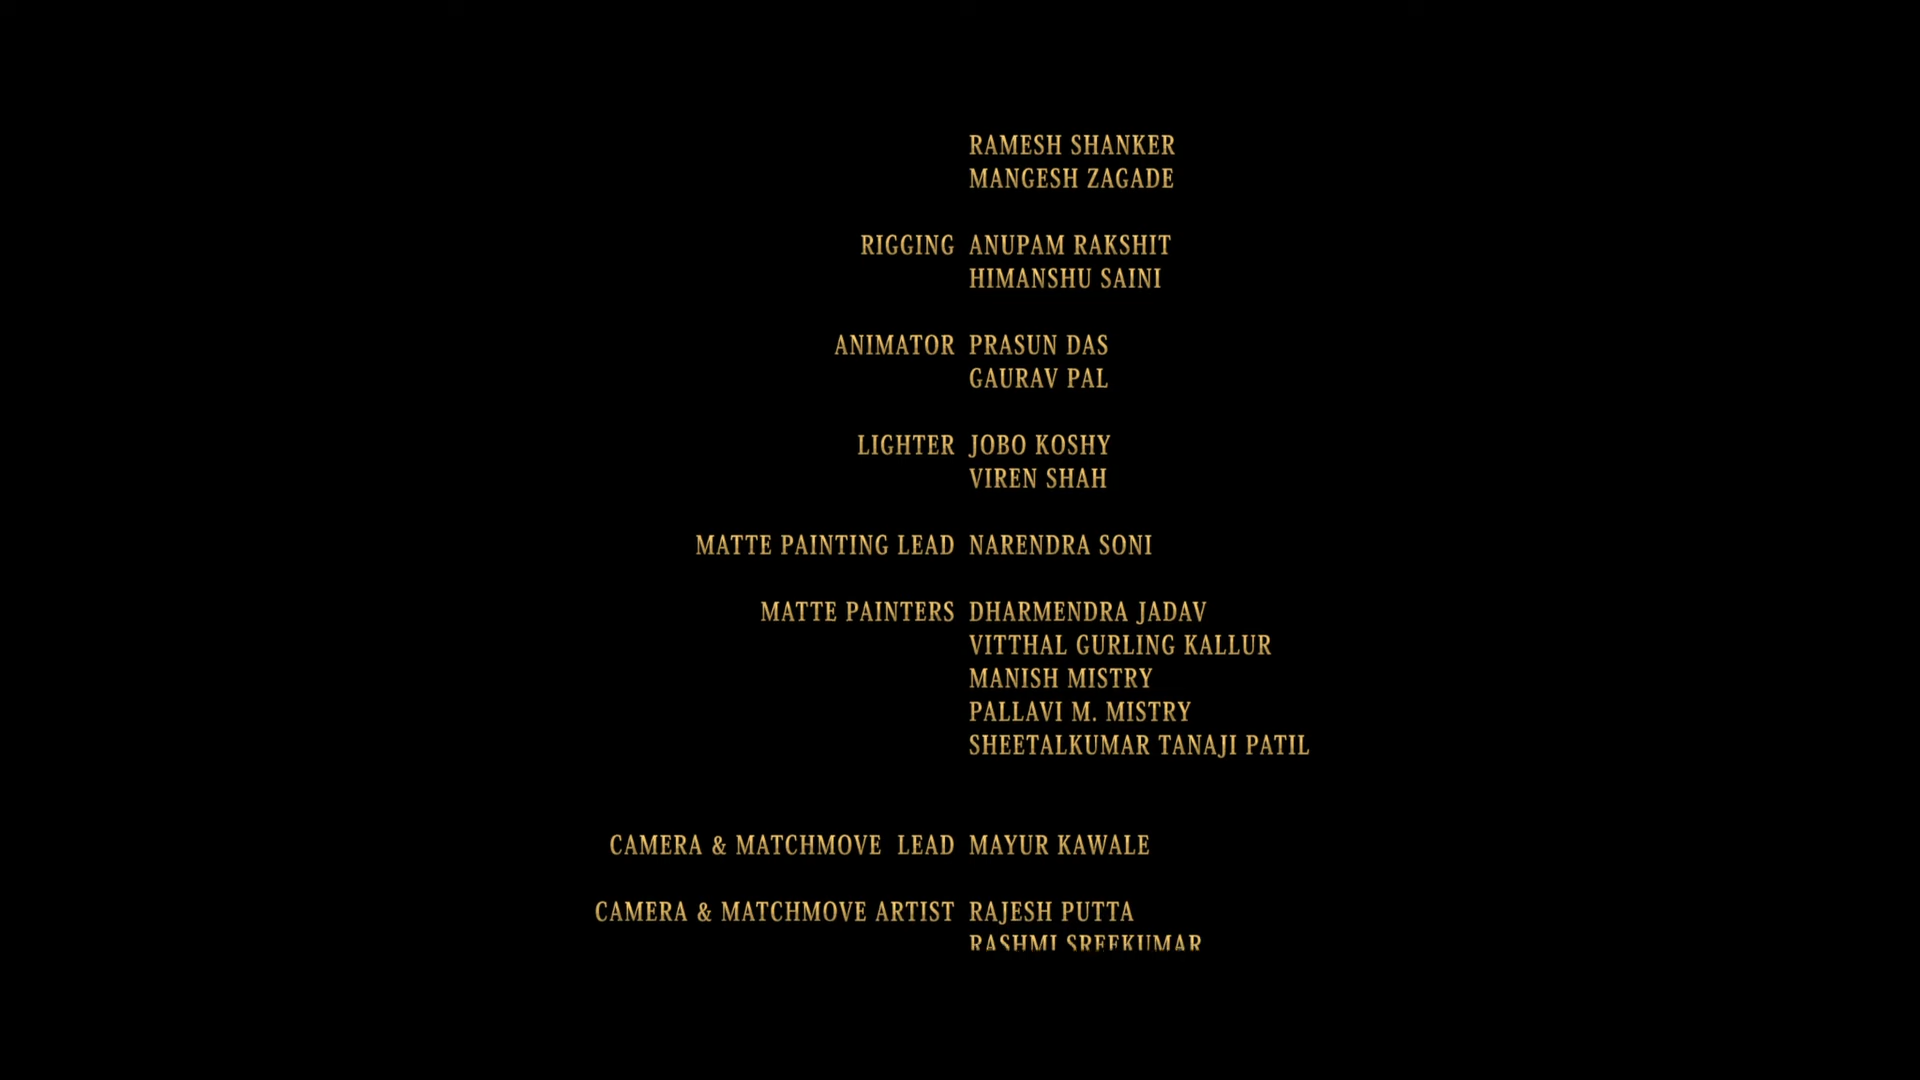 RAMESH SHANKER
MANGESH ZAGADE
RIGGING ANUPAM RAKSHIT
HIMANSHU SAINI
ANIMATOR PRASUN DAS
GAURAV PAL
LIGHTER JOBO KOSHY
VIREN SHAH
MATTE PAINTING LEAD NARENDRA SONI
MATTE PAINTERS DHARMENDRA JADAV
VITTHAL GURLING KALLUR
MANISH MISTRY
PALLAVI M. MISTRY
SHEETALKUMAR TANAJI PATIL
CAMERA & MATCHMOVE  LEAD MAYUR KAWALE
CAMERA & MATCHMOVE ARTIST RAJESH PUTTA
RASHMI SREEKUMAR